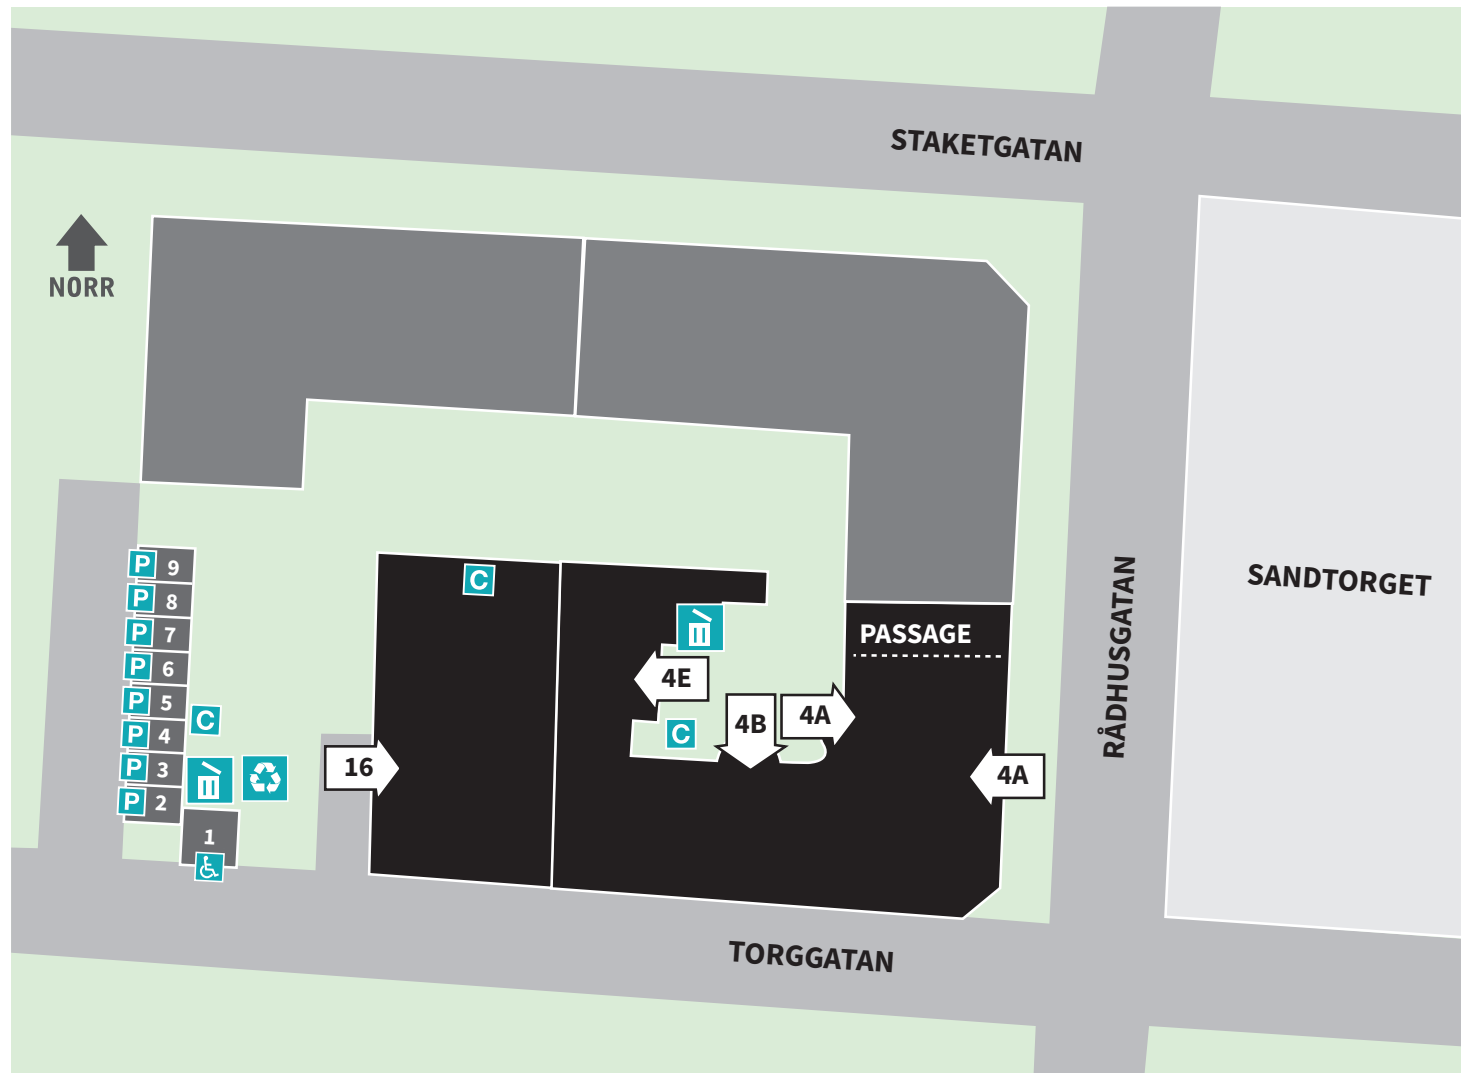 STAKETGATAN
NORR
P 9
P 8
P 7
P 6
P 5
P 4
P 3
P 2
1
C
C
C
16
4E
4B
4A
4A
PASSAGE
RÅDHUSGATAN
SANDTORGET
TORGGATAN